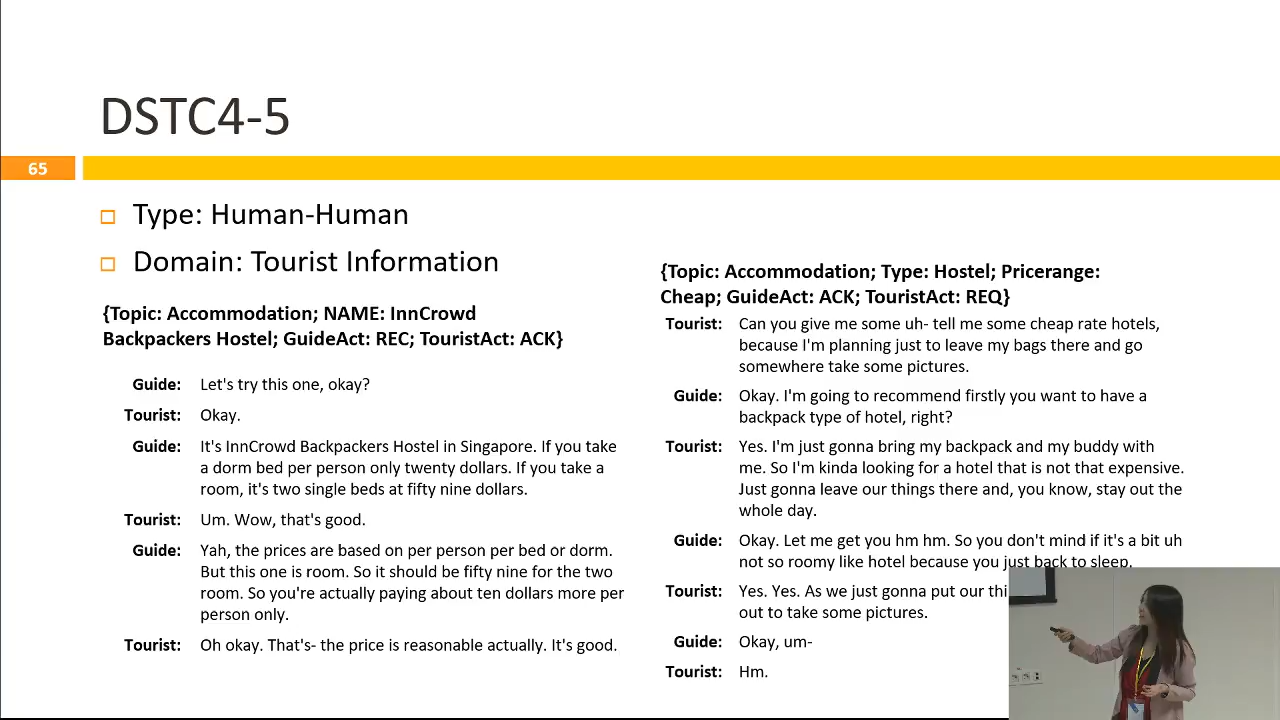 DSTC4-5
65
Type: Human-Human
Domain: Tourist Information
{Topic: Accommodation; NAME: InnCrowd
Backpackers Hostel; GuideAct: REC; TouristAct: ACK}
Guide: Let's try this one, okay?
Tourist: Okay.
Guide: It's InnCrowd Backpackers Hostel in Singapore. If you take
a dorm bed per person only twenty dollars. If you take a
room, it's two single beds at fifty nine dollars.
Tourist: Um. Wow, that's good.
Guide: Yah, the prices are based on per person per bed or dorm.
But this one is room. So it should be fifty nine for the two
room. So you're actually paying about ten dollars more per
person only.
Tourist: Oh okay. That's- the price is reasonable actually. It's good.
{Topic: Accommodation; Type: Hostel; Pricerange:
Cheap; GuideAct: ACK; TouristAct: REQ}
Tourist: Can you give me some uh- tell me some cheap rate hotels,
because I'm planning just to leave my bags there and go
somewhere take some pictures.
Guide: Okay. I'm going to recommend firstly you want to have a
backpack type of hotel, right?
Tourist: Yes. I'm just gonna bring my backpack and my buddy with
me. So I'm kinda looking for a hotel that is not that expensive.
Just gonna leave our things there and, you know, stay out the
whole day.
Guide: Okay. Let me get you hm hm. So you don't mind if it's a bit uh
not so roomy like hotel because you just back to sleep.
Tourist: Yes. Yes. As we just gonna put our
out to take some pictures.
Guide: Okay, um-
Tourist: Hm.